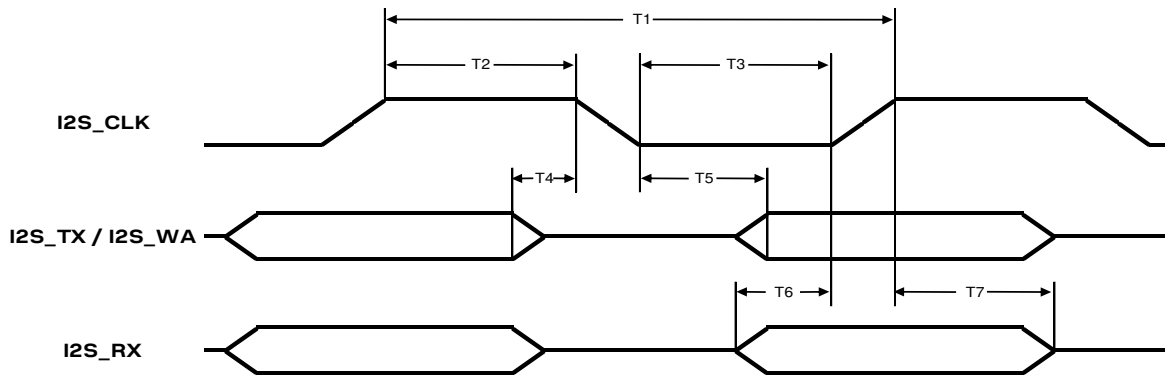 T1
T2
T3
I2S_CLK
T4
T5
I2S_TX / I2S_WA
T6
T7
I2S_RX